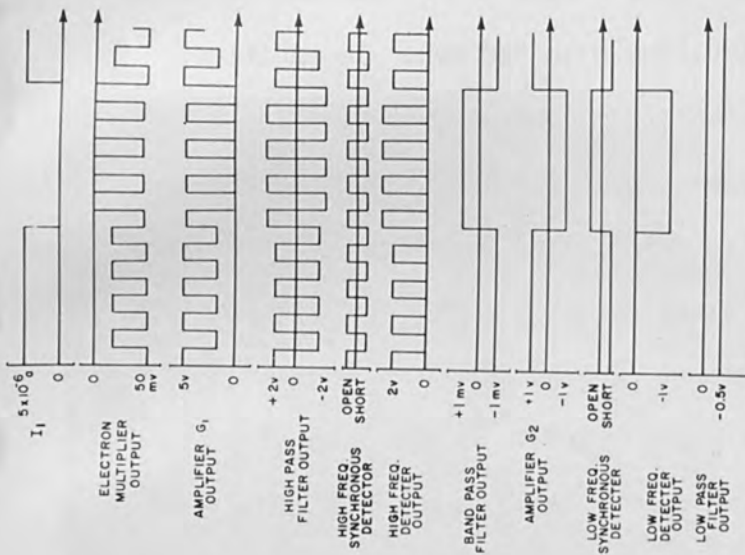 I1
5 x 10-6 a
0
ELECTRON
MULTIPLIER
OUTPUT
0
50
mv
AMPLIFIER G1
OUTPUT
5v
0
HIGH PASS
FILTER OUTPUT
+2v
0
-2v
HIGH FREQ.
SYNCHRONOUS
DETECTOR
OPEN
SHORT
HIGH FREQ.
DETECTER
OUTPUT
2v
0
BAND PASS
FILTER OUTPUT
+1 mv
0
-1 mv
AMPLIFIER G2
OUTPUT
+1v
0
-1v
LOW FREQ.
SYNCHRONOUS
DETECTER
OPEN
SHORT
LOW FREQ.
DETECTER
OUTPUT
0
-1v
LOW PASS
FILTER
OUTPUT
0
-0.5v